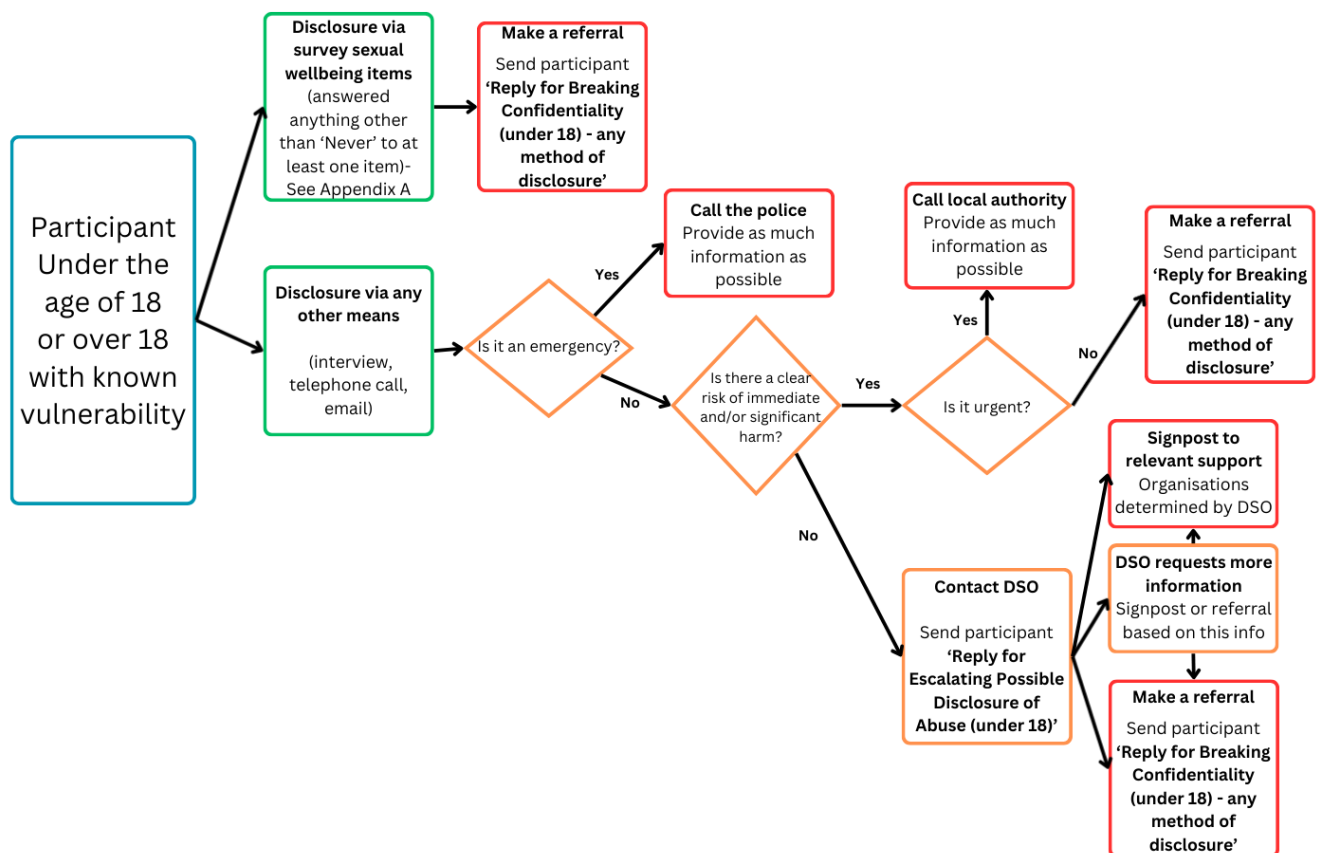 Participant
Under the
age of 18
or over 18
with known
vulnerability
Disclosure via
survey sexual
wellbeing items
(answered
anything other
than ‘Never’ to at
least one item)-
See Appendix A
Make a referral
Send participant
‘Reply for Breaking
Confidentiality
(under 18) - any
method of
disclosure’
Disclosure via any
other means
(interview,
telephone call,
email)
Is it an emergency?
Yes
Call the police
Provide as much
information as
possible
No
Is there a clear
risk of immediate
and/or significant
harm?
Yes
Is it urgent?
Yes
Call local authority
Provide as much
information as
possible
No
Make a referral
Send participant
‘Reply for Breaking
Confidentiality
(under 18) - any
method of
disclosure’
No
Contact DSO
Send participant
‘Reply for
Escalating Possible
Disclosure of
Abuse (under 18)’
Signpost to
relevant support
Organisations
determined by DSO
DSO requests more
information
Signpost or referral
based on this info
Make a referral
Send participant
‘Reply for Breaking
Confidentiality
(under 18) - any
method of
disclosure’